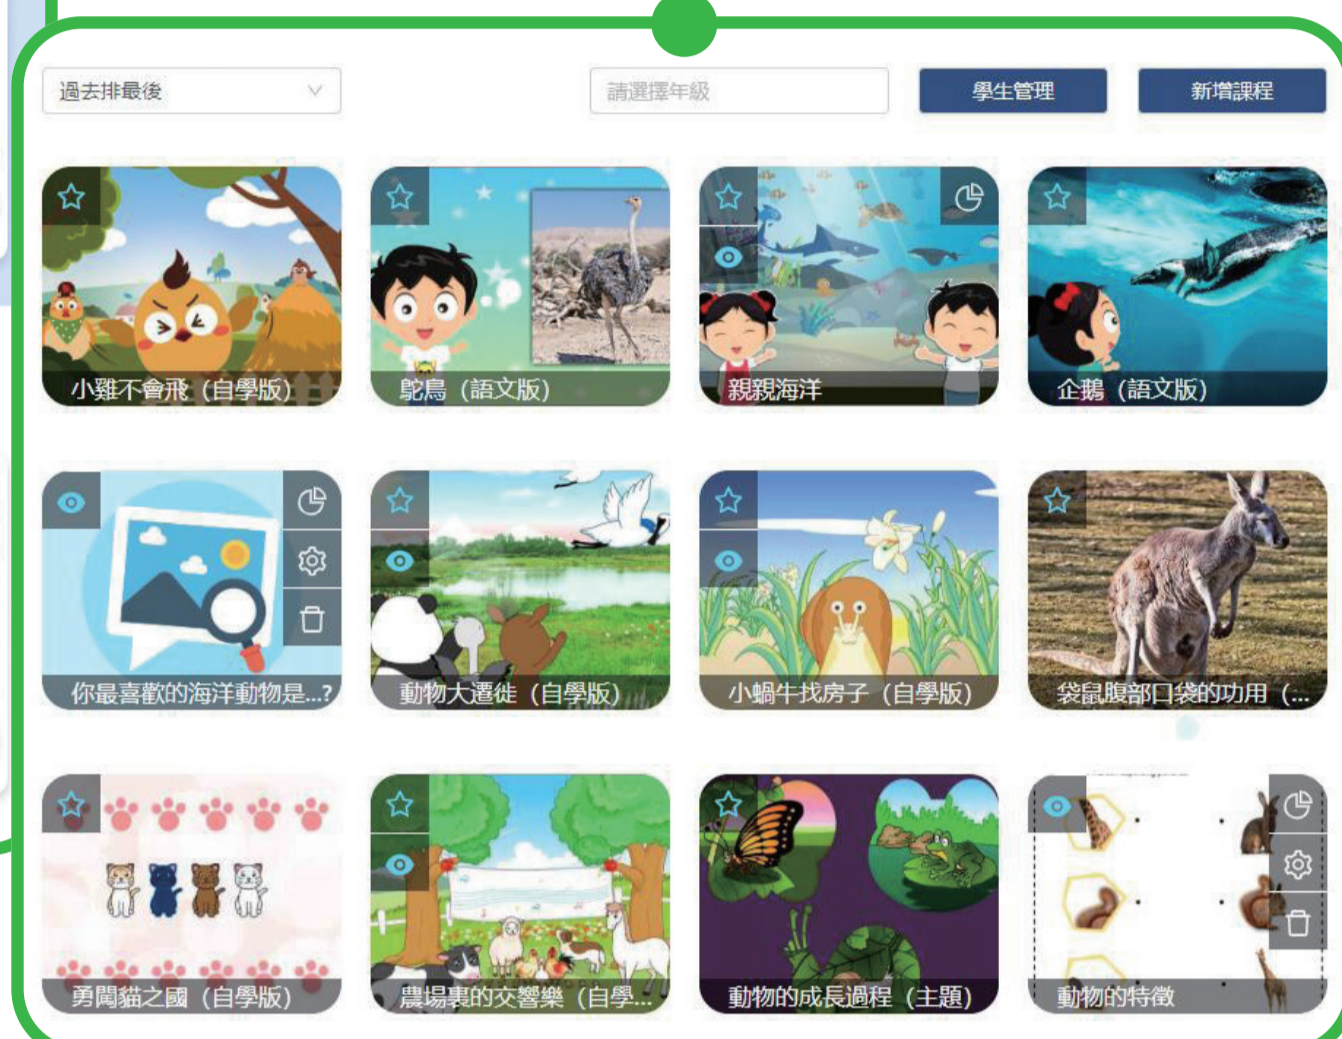 過去排最後
請選擇年級
學生管理
新增課程
小雞不會飛（自學版）
鴕鳥（語文版）
親親海洋
企鵝（語文版）
你最喜歡的海洋動物是...?
動物大遷徙（自學版）
小蝸牛找房子（自學版）
袋鼠腹部口袋的功用（...
勇闖貓之國（自學版）
農場裏的交響樂（自學...
動物的成長過程（主題）
動物的特徵